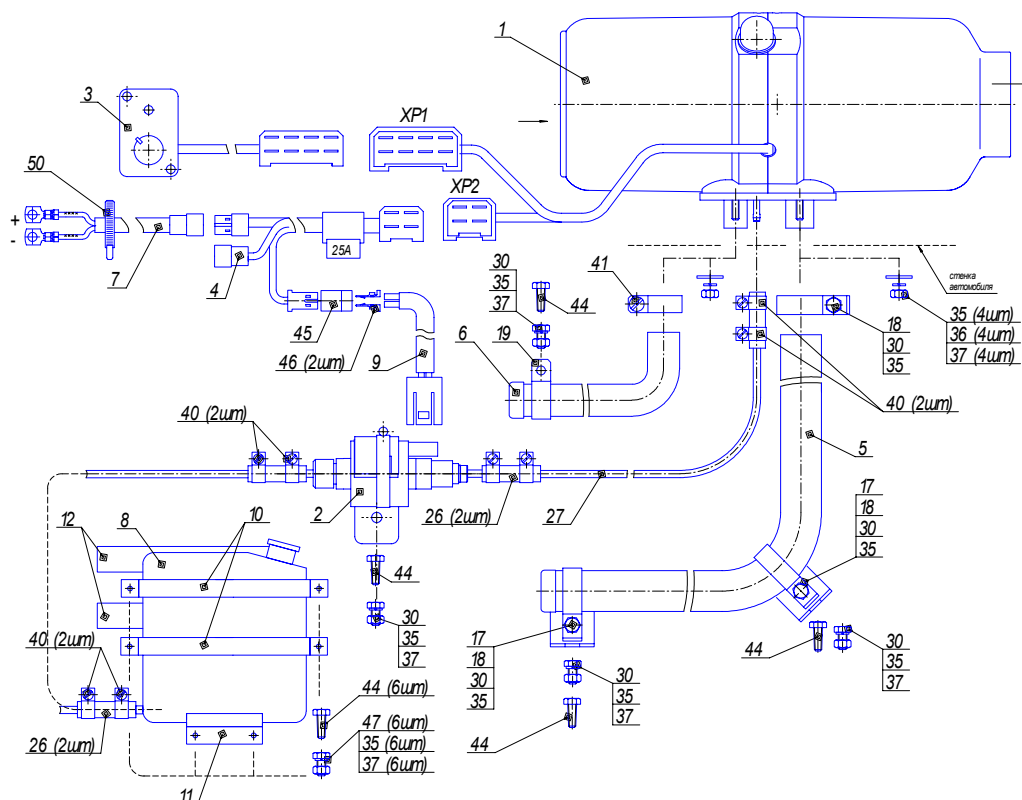 1
3
XP1
50
XP2
+
-
7
4
25А
30
35
37
44
41
стенка
автомобиля
45
46 (2шт)
9
19
6
18
30
35
35 (4шт)
36 (4шт)
37 (4шт)
40 (2шт)
40 (2шт)
5
2
26 (2шт)
27
12
8
10
17
18
30
35
44
30
35
37
40 (2шт)
17
18
30
35
44
30
35
37
30
35
37
44
44 (6шт)
47 (6шт)
35 (6шт)
37 (6шт)
26 (2шт)
11